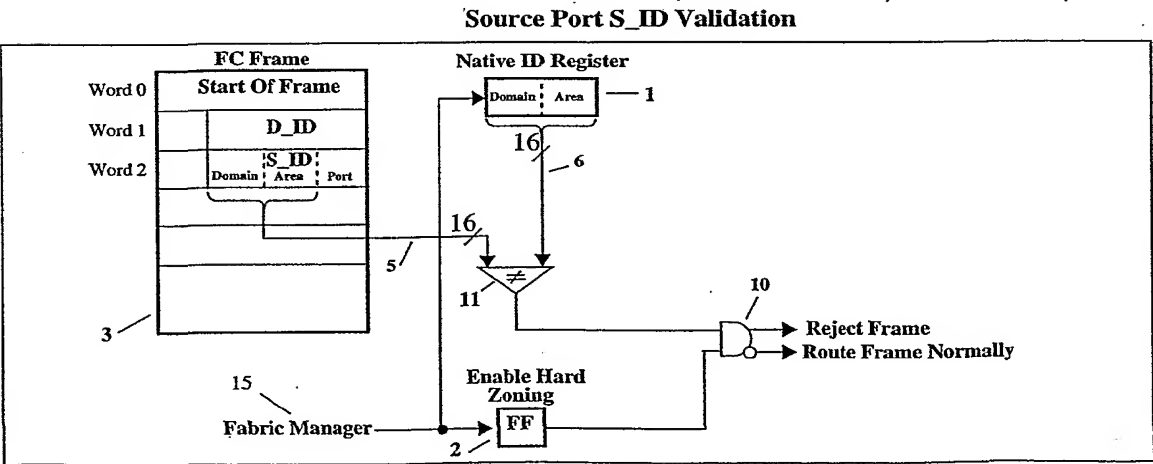 Source Port S_ID Validation
FC Frame
Word 0
Start Of Frame
Word 1
D_ID
Word 2
S_ID
Domain
Area
Port
3
5
16
Native ID Register
Domain
Area
1
16
6
≠
11
10
Reject Frame
Route Frame Normally
15
Fabric Manager
Enable Hard
Zoning
FF
2